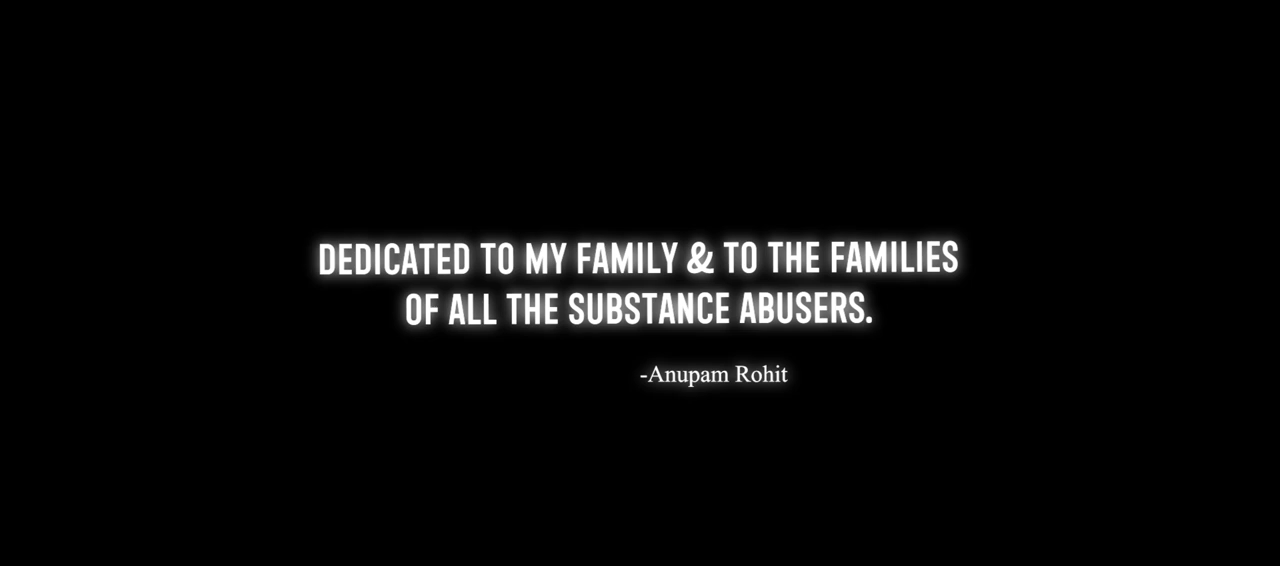 DEDICATED TO MY FAMILY & TO THE FAMILIES
OF ALL THE SUBSTANCE ABUSERS.
-Anupam Rohit